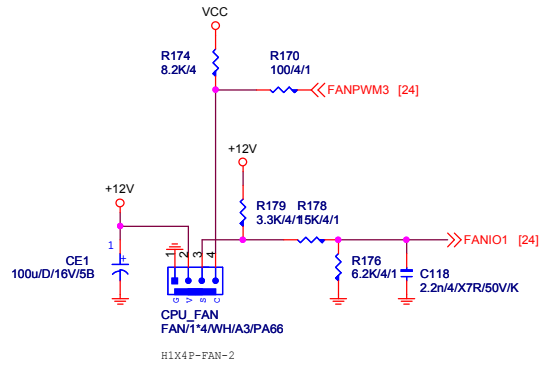 VCC
R174
8.2K/4
R170
100/4/1
FANPWM3 [24]
+12V
+12V
R179
3.3K/4/1
R178
15K/4/1
FANIO1 [24]
1
+
CE1
100u/D/16V/5B
1 2 3 4
G V S C
R176
6.2K/4/1
C118
2.2n/4/X7R/50V/K
CPU_FAN
FAN/1*4/WH/A3/PA66
H1X4P-FAN-2